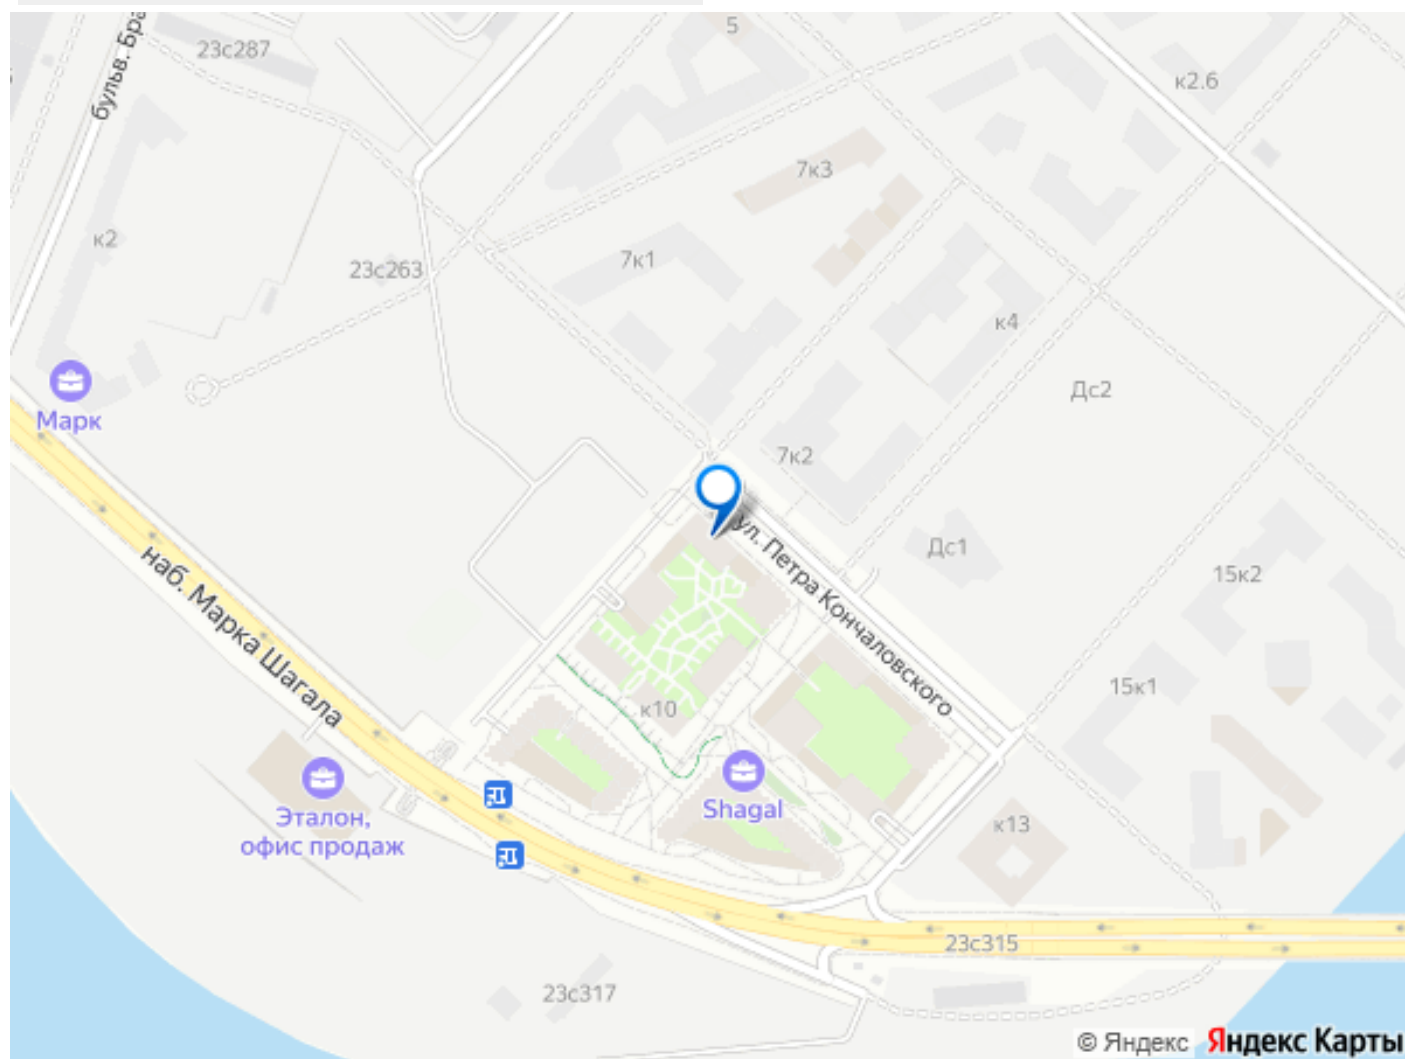 5
23с287
бульв. Бра
к2.6
7к3
к2
7к1
23с263
к4
Марк
Дс2
7к2
ул. Петра Кончаловского
Дс1
15к2
наб. Марка Шагала
15к1
к10
Shagal
Эталон,
офис продаж
к13
23с315
23с317
© Яндекс Яндекс Карты